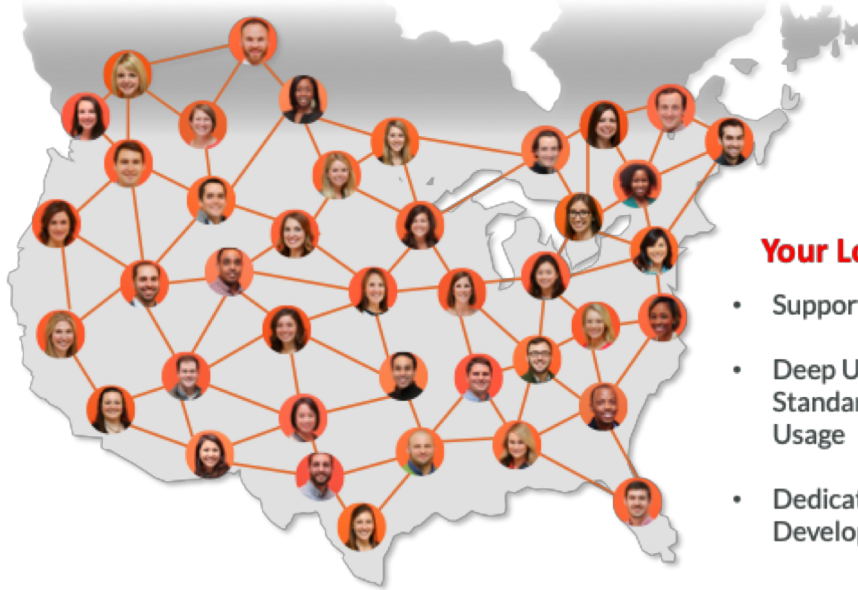 Your Lo
• Suppor
• Deep U
Standar
Usage
• Dedicat
Develop